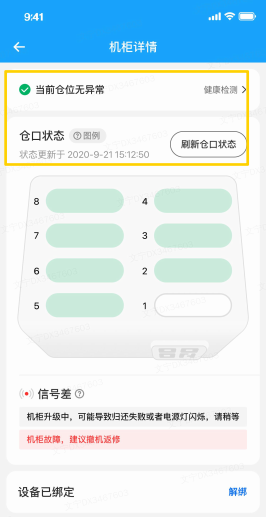 9:41
机柜详情
当前仓位无异常 健康检测
仓口状态 图例
状态更新于 2020-9-21 15:12:50 刷新仓口状态
8 4
7 3
6 2
5 1
信号差
机柜升级中，可能导致归还失败或者电源灯闪烁，请稍等
机柜故障，建议撤机返修
设备已绑定 解绑